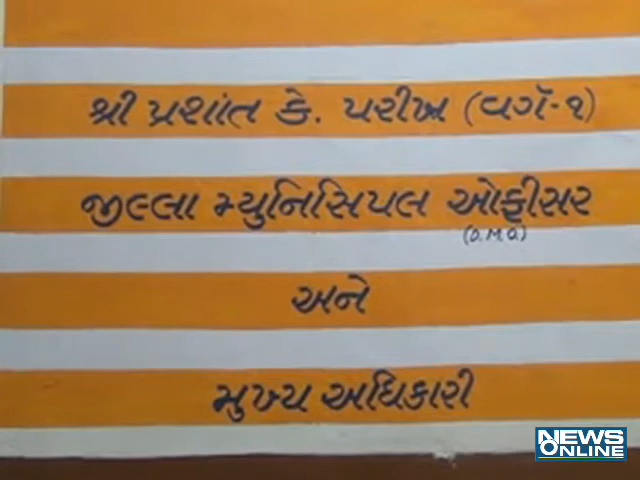 શ્રી પ્રશાંત કે. પરીખ (વર્ગ-૧)
જીલ્લા મ્યુનિસિપલ ઓફીસર
(D.M.O.)
અને
મુખ્ય અધિકારી
NEWS
ONLINE